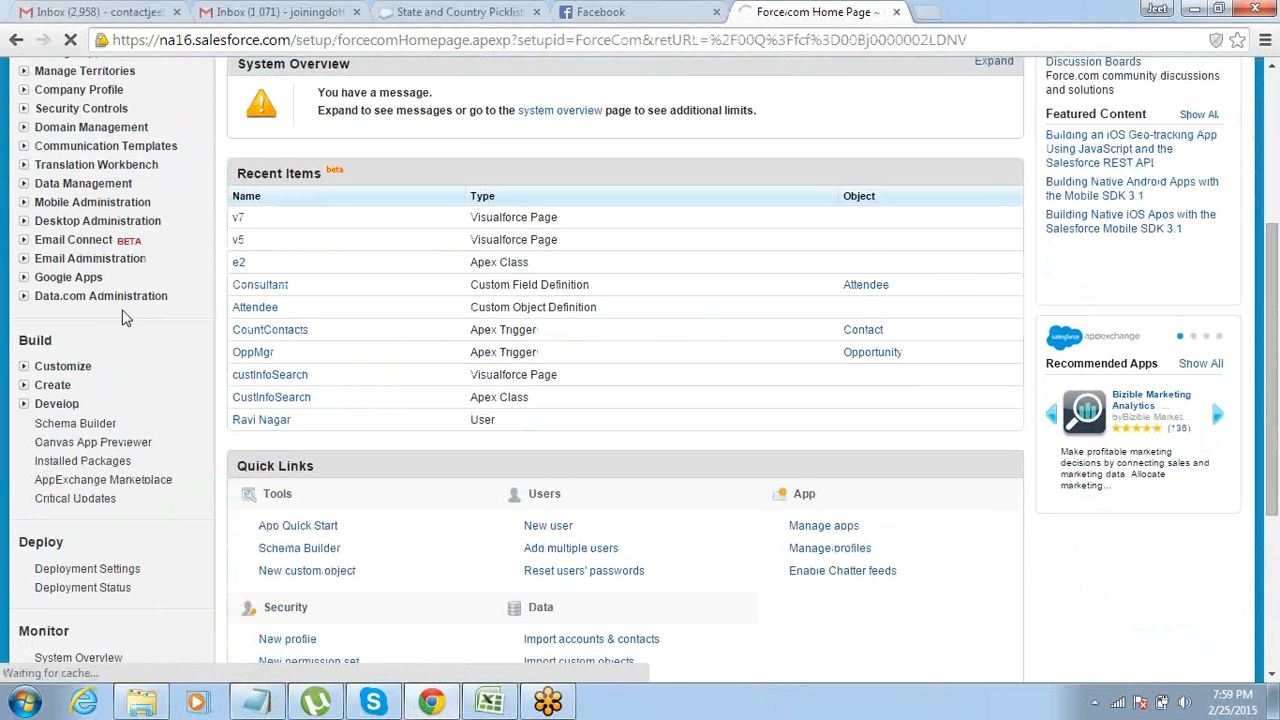 Inbox (2,958) - contactjee
Inbox (1,071) - joiningdot
State and Country Picklist
Facebook
Force.com Home Page ~
Jeet
https://na16.salesforce.com/setup/forcecomHomepage.apexp?setupid=ForceCom&retURL=%2F00Q%3Ffcf%3D00Bj0000002LDNV
Manage Territories
Company Profile
Security Controls
Domain Management
Communication Templates
Translation Workbench
Data Management
Mobile Administration
Desktop Administration
Email Connect BETA
Email Administration
Google Apps
Data.com Administration
Build
Customize
Create
Develop
Schema Builder
Canvas App Previewer
Installed Packages
AppExchange Marketplace
Critical Updates
Deploy
Deployment Settings
Deployment Status
Monitor
System Overview
Waiting for cache...
System Overview
Expand
You have a message.
Expand to see messages or go to the system overview page to see additional limits.
Recent Items beta
Name Type Object
v7 Visualforce Page
v5 Visualforce Page
e2 Apex Class
Consultant Custom Field Definition Attendee
Attendee Custom Object Definition
CountContacts Apex Trigger Contact
OppMgr Apex Trigger Opportunity
custInfoSearch Visualforce Page
CustInfoSearch Apex Class
Ravi Nagar User
Quick Links
Tools Users App
App Quick Start New user Manage apps
Schema Builder Add multiple users Manage profiles
New custom object Reset users' passwords Enable Chatter feeds
Security Data
New profile Import accounts & contacts
New permission set Import custom objects
Discussion Boards
Force.com community discussions
and solutions
Featured Content Show All
Building an iOS Geo-tracking App
Using JavaScript and the
Salesforce REST API
Building Native Android Apps with
the Mobile SDK 3.1
Building Native iOS Apps with the
Salesforce Mobile SDK 3.1
salesforce appexchange
Recommended Apps Show All
Bizible Marketing
Analytics ...
by Bizible Market.
(136)
Make profitable marketing
decisions by connecting sales and
marketing data Allocate
marketing...
7:59 PM
2/25/2015